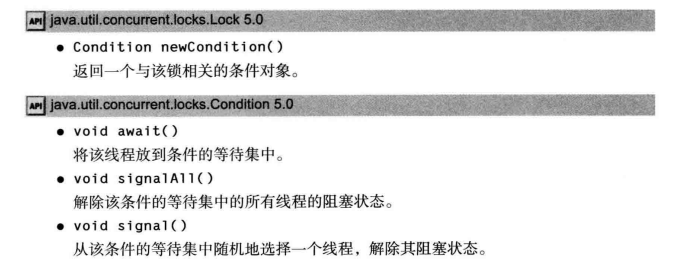 API java.util.concurrent.locks.Lock 5.0
● Condition newCondition()
返回一个与该锁相关的条件对象。
API java.util.concurrent.locks.Condition 5.0
● void await()
将该线程放到条件的等待集中。
● void signalAll()
解除该条件的等待集中的所有线程的阻塞状态。
● void signal()
从该条件的等待集中随机地选择一个线程，解除其阻塞状态。